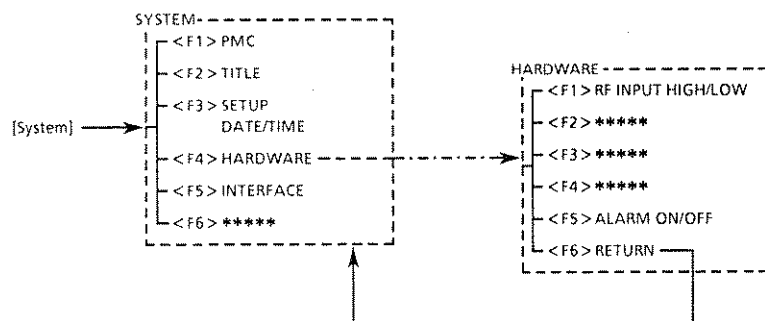 SYSTEM
<F1> PMC
<F2> TITLE
<F3> SETUP
DATE/TIME
[System]
<F4> HARDWARE
<F5> INTERFACE
<F6> *****
HARDWARE
<F1> RF INPUT HIGH/LOW
<F2> *****
<F3> *****
<F4> *****
<F5> ALARM ON/OFF
<F6> RETURN